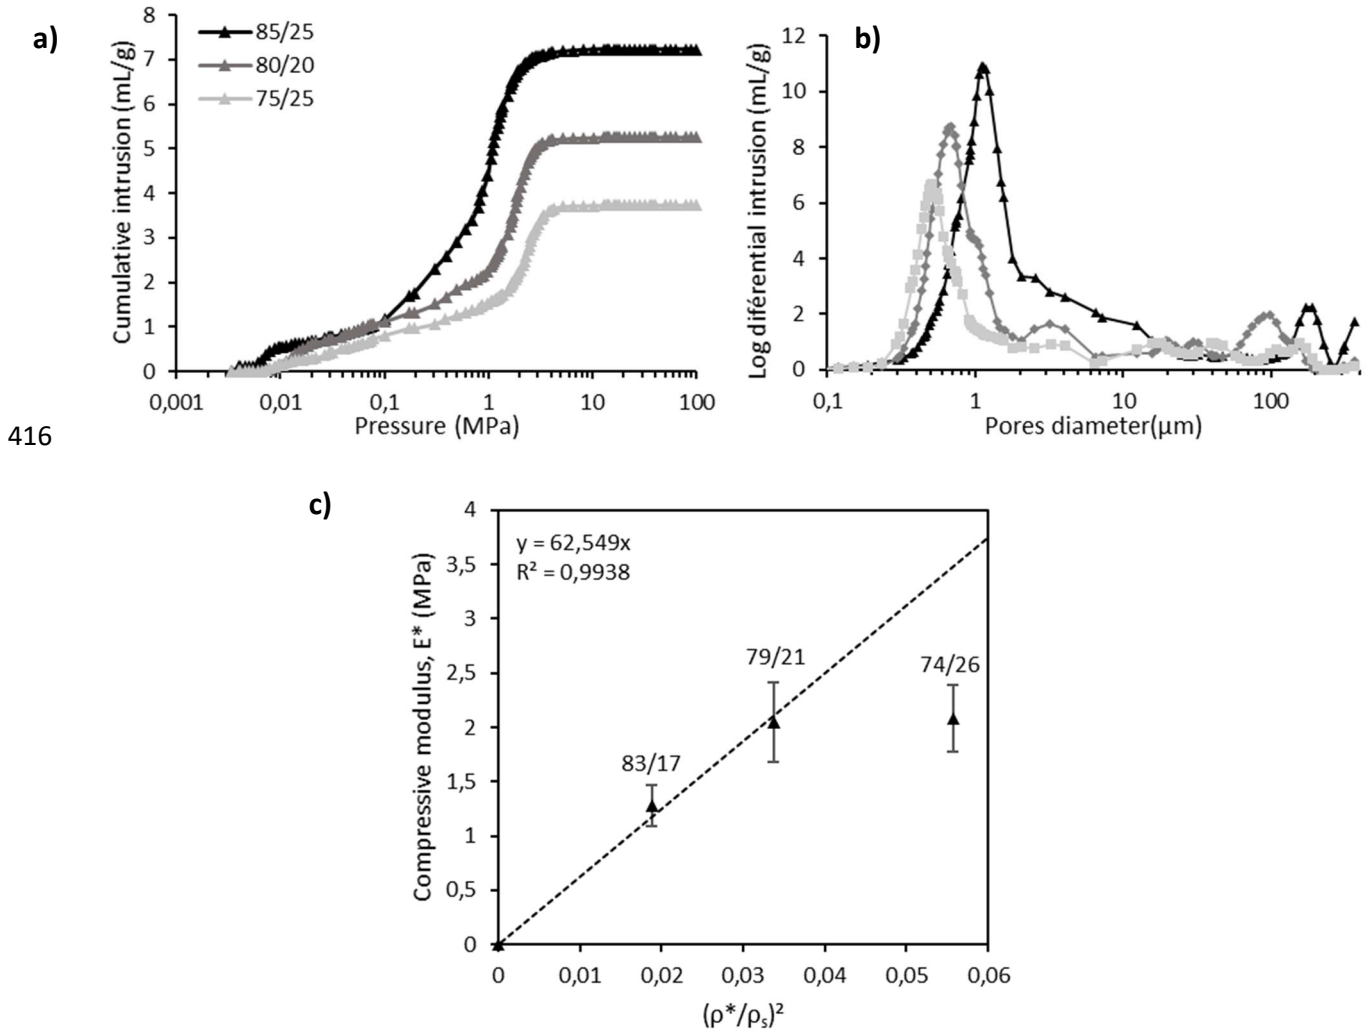 a)
85/25
80/20
75/25
Cumulative intrusion (mL/g)
8
7
6
5
4
3
2
1
0
0,001 0,01 0,1 1 10 100
Pressure (MPa)
b)
Log diférential intrusion (mL/g)
12
10
8
6
4
2
0
0,1 1 10 100
Pores diameter(µm)
416
c)
y = 62,549x
R² = 0,9938
Compressive modulus, E* (MPa)
4
3,5
3
2,5
2
1,5
1
0,5
0
83/17
79/21
74/26
0 0,01 0,02 0,03 0,04 0,05 0,06
(ρ*/ρₛ)²